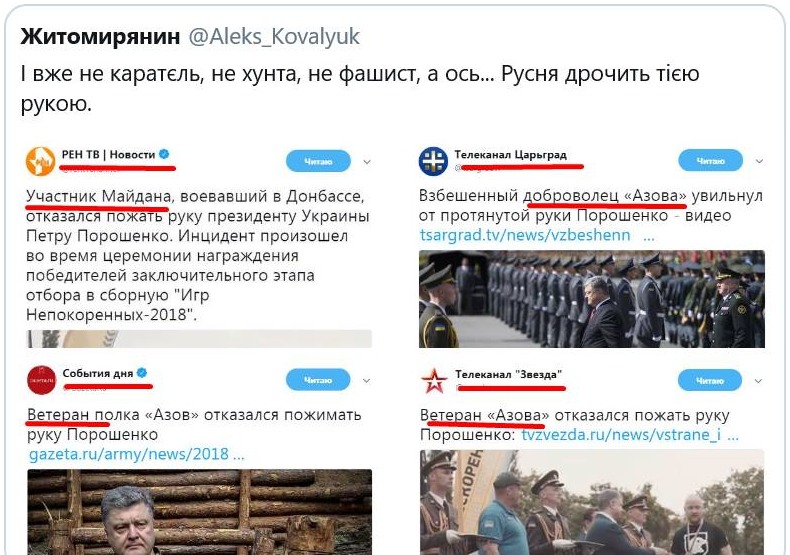 Житомирянин @Aleks_Kovalyuk
І вже не каратєль, не хунта, не фашист, а ось... Русня дрочить тією
рукою.
РЕН ТВ | Новости
Читаю
Участник Майдана, воевавший в Донбассе,
отказался пожать руку президенту Украины
Петру Порошенко. Инцидент произошел
во время церемонии награждения
победителей заключительного этапа
отбора в сборную "Игр
Непокоренных-2018".
Телеканал Царьград
Читаю
Взбешенный доброволец «Азова» увильнул
от протянутой руки Порошенко - видео
tsargrad.tv/news/vzbeshenn ...
События дня
Читаю
Ветеран полка «Азов» отказался пожимать
руку Порошенко
gazeta.ru/army/news/2018 ...
Телеканал "Звезда"
Читаю
Ветеран «Азова» отказался пожать руку
Порошенко: tvzvezda.ru/news/vstrane_i ...